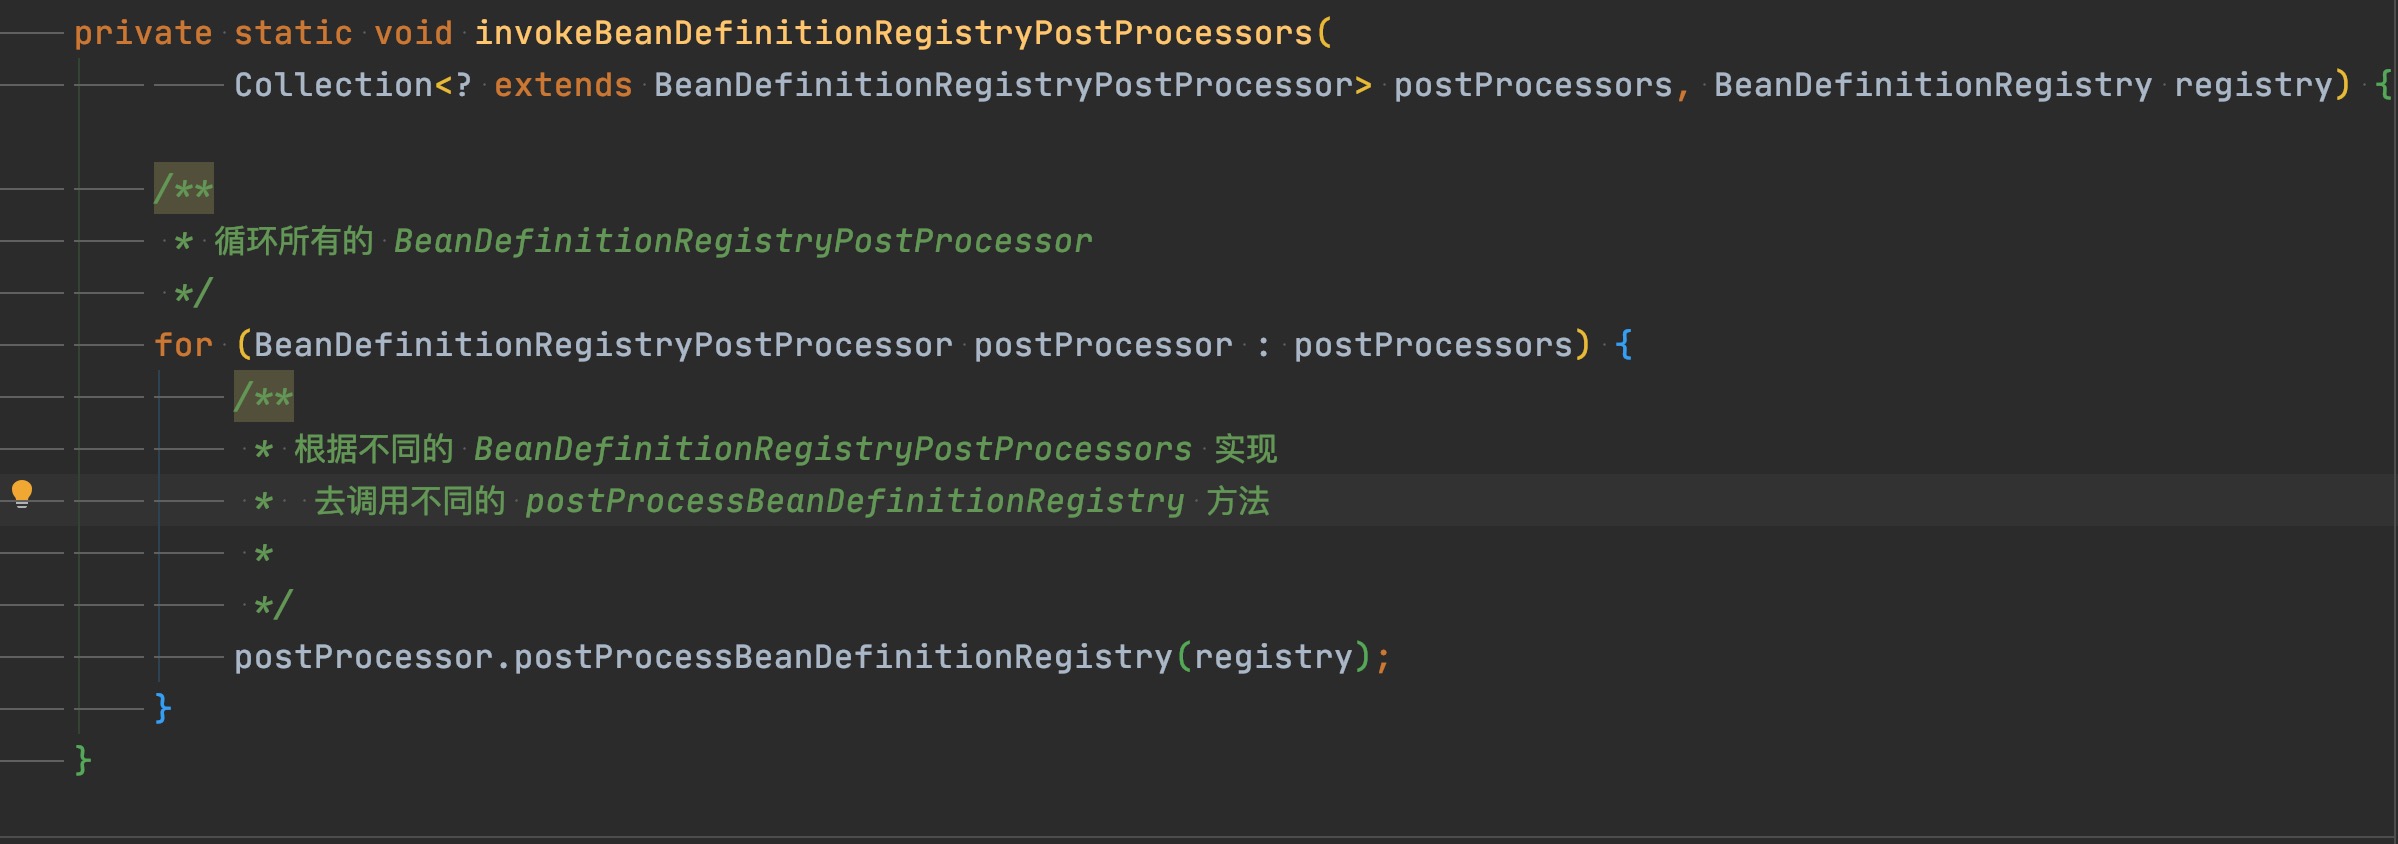 private static void invokeBeanDefinitionRegistryPostProcessors(
Collection<? extends BeanDefinitionRegistryPostProcessor> postProcessors, BeanDefinitionRegistry registry) {
/**
* 循环所有的 BeanDefinitionRegistryPostProcessor
*/
for (BeanDefinitionRegistryPostProcessor postProcessor : postProcessors) {
/**
* 根据不同的 BeanDefinitionRegistryPostProcessors 实现
*  去调用不同的 postProcessBeanDefinitionRegistry 方法
*
*/
postProcessor.postProcessBeanDefinitionRegistry(registry);
}
}